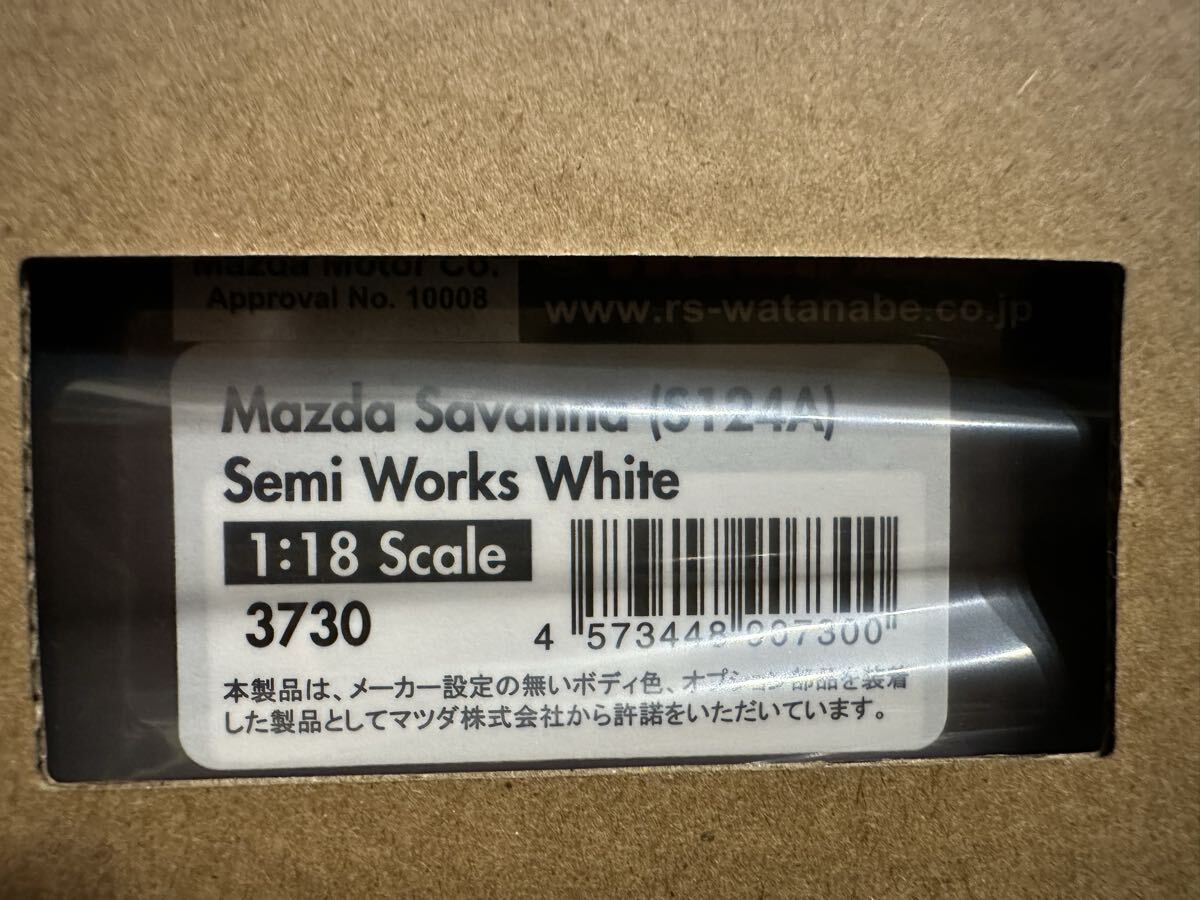 Mazda Motor Co.
Approval No. 10008
www.rs-watanabe.co.jp
Mazda Savanna (S124A)
Semi Works White
1:18 Scale
3730
4 573448 907300
本製品は、メーカー設定の無いボディ色、オプション部品を装着
した製品としてマツダ株式会社から許諾をいただいています。